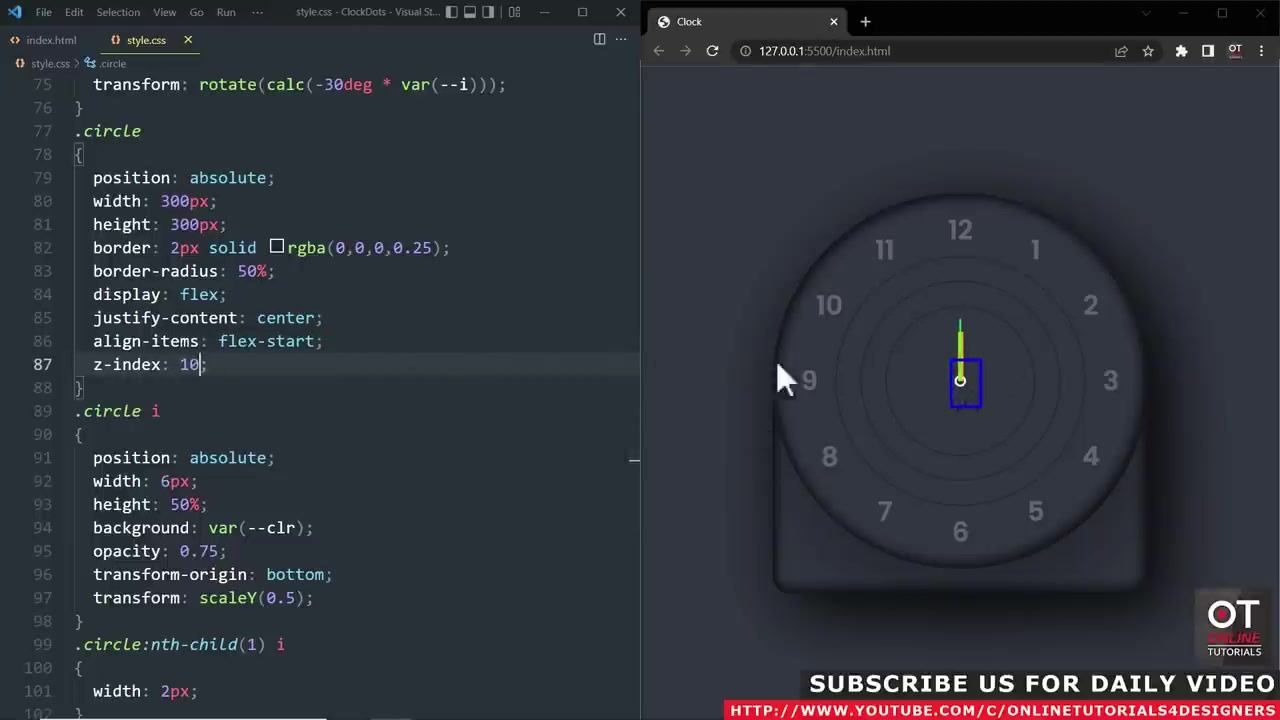 File Edit Selection View Go Run ··· style.css - ClockDots - Visual St...
index.html style.css
style.css > .circle
75 transform: rotate(calc(-30deg * var(--i)));
76 }
77 .circle
78 {
79 position: absolute;
80 width: 300px;
81 height: 300px;
82 border: 2px solid rgba(0,0,0,0.25);
83 border-radius: 50%;
84 display: flex;
85 justify-content: center;
86 align-items: flex-start;
87 z-index: 10;
88 }
89 .circle i
90 {
91 position: absolute;
92 width: 6px;
93 height: 50%;
94 background: var(--clr);
95 opacity: 0.75;
96 transform-origin: bottom;
97 transform: scaleY(0.5);
98 }
99 .circle:nth-child(1) i
100 {
101 width: 2px;
102 }
Clock
127.0.0.1:5500/index.html
OT
12
11 1
10 2
9 3
8 4
7 5
6
OT
ONLINE
TUTORIALS
SUBSCRIBE US FOR DAILY VIDEO
HTTP://WWW.YOUTUBE.COM/C/ONLINETUTORIALS4DESIGNERS